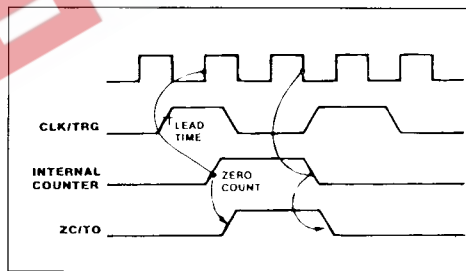 CLK/TRG
LEAD
TIME
INTERNAL
COUNTER
ZERO
COUNT
ZC/TO